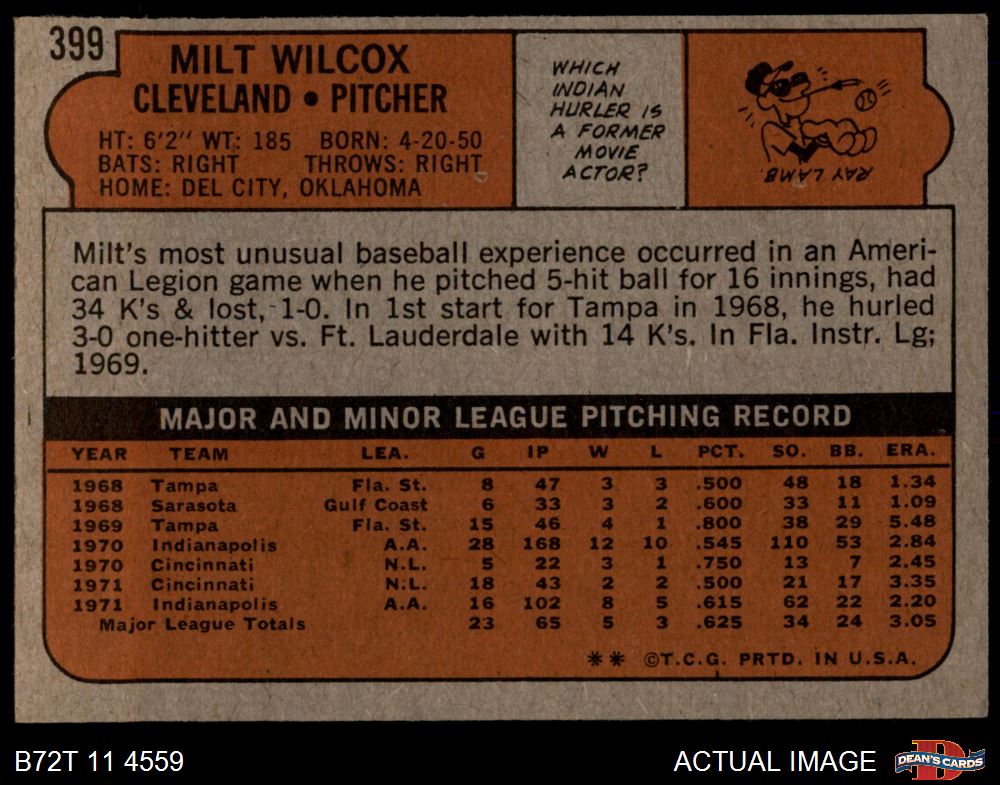 399
MILT WILCOX
CLEVELAND • PITCHER
HT: 6'2" WT: 185 BORN: 4-20-50
BATS: RIGHT THROWS: RIGHT
HOME: DEL CITY, OKLAHOMA
WHICH
INDIAN
HURLER IS
A FORMER
MOVIE
ACTOR?
RAY LAMB.
Milt's most unusual baseball experience occurred in an Ameri-
can Legion game when he pitched 5-hit ball for 16 innings, had
34 K's & lost, 1-0. In 1st start for Tampa in 1968, he hurled
3-0 one-hitter vs. Ft. Lauderdale with 14 K's. In Fla. Instr. Lg;
1969.
MAJOR AND MINOR LEAGUE PITCHING RECORD
YEAR TEAM LEA. G IP W L PCT. SO. BB. ERA.
1968 Tampa Fla. St. 8 47 3 3 .500 48 18 1.34
1968 Sarasota Gulf Coast 6 33 3 2 .600 33 11 1.09
1969 Tampa Fla. St. 15 46 4 1 .800 38 29 5.48
1970 Indianapolis A.A. 28 168 12 10 .545 110 53 2.84
1970 Cincinnati N.L. 5 22 3 1 .750 13 7 2.45
1971 Cincinnati N.L. 18 43 2 2 .500 21 17 3.35
1971 Indianapolis A.A. 16 102 8 5 .615 62 22 2.20
Major League Totals 23 65 5 3 .625 34 24 3.05
** ©T.C.G. PRTD. IN U.S.A.
B72T 11 4559
ACTUAL IMAGE
DEAN'S CARDS